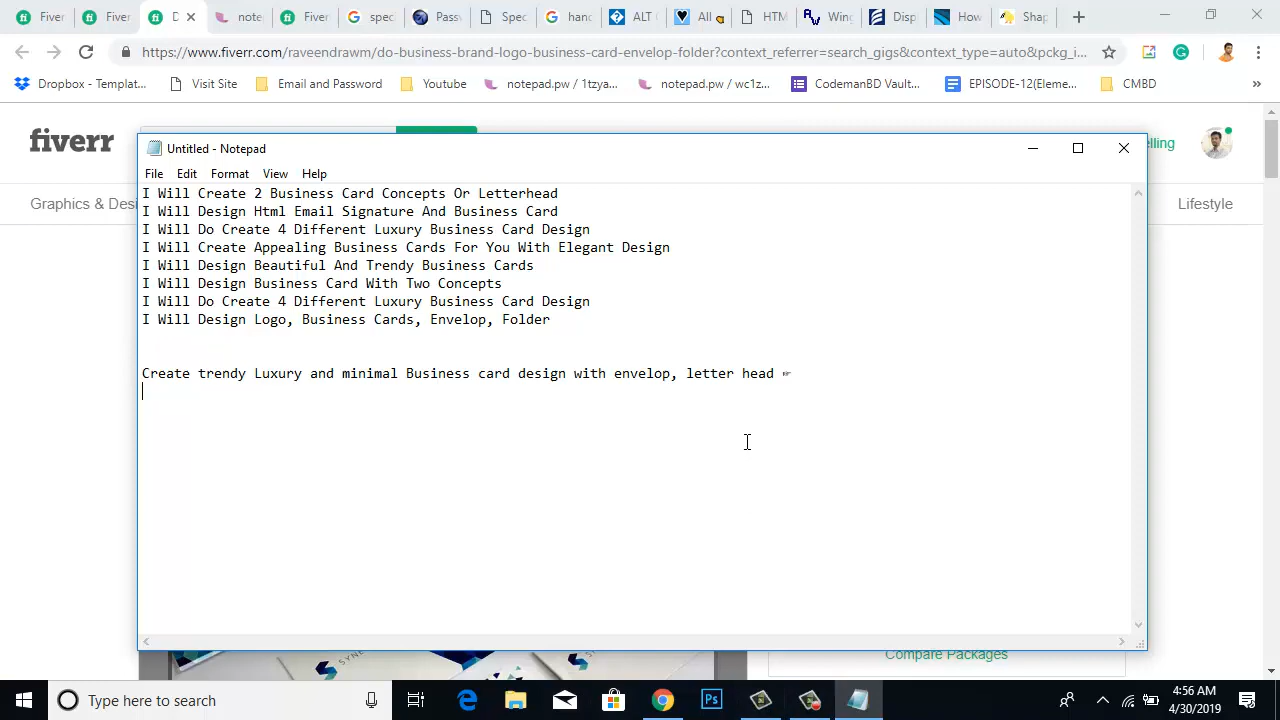 Fiver
Fiver
D
note
Fiver
spec
Passv
Spec
hanc
ALT
All
HTM
Wing
Disp
How
Shap
https://www.fiverr.com/raveendrawm/do-business-brand-logo-business-card-envelop-folder?context_referrer=search_gigs&context_type=auto&pckg_i...
Dropbox - Templat...
Visit Site
Email and Password
Youtube
notepad.pw / 1tzya...
notepad.pw / wc1z...
CodemanBD Vault...
EPISODE-12(Eleme...
CMBD
fiverr
elling
Graphics & Desi
Lifestyle
Untitled - Notepad
File Edit Format View Help
I Will Create 2 Business Card Concepts Or Letterhead
I Will Design Html Email Signature And Business Card
I Will Do Create 4 Different Luxury Business Card Design
I Will Create Appealing Business Cards For You With Elegant Design
I Will Design Beautiful And Trendy Business Cards
I Will Design Business Card With Two Concepts
I Will Do Create 4 Different Luxury Business Card Design
I Will Design Logo, Business Cards, Envelop, Folder
Create trendy Luxury and minimal Business card design with envelop, letter head ☞
SYNE
Compare Packages
Type here to search
4:56 AM
4/30/2019